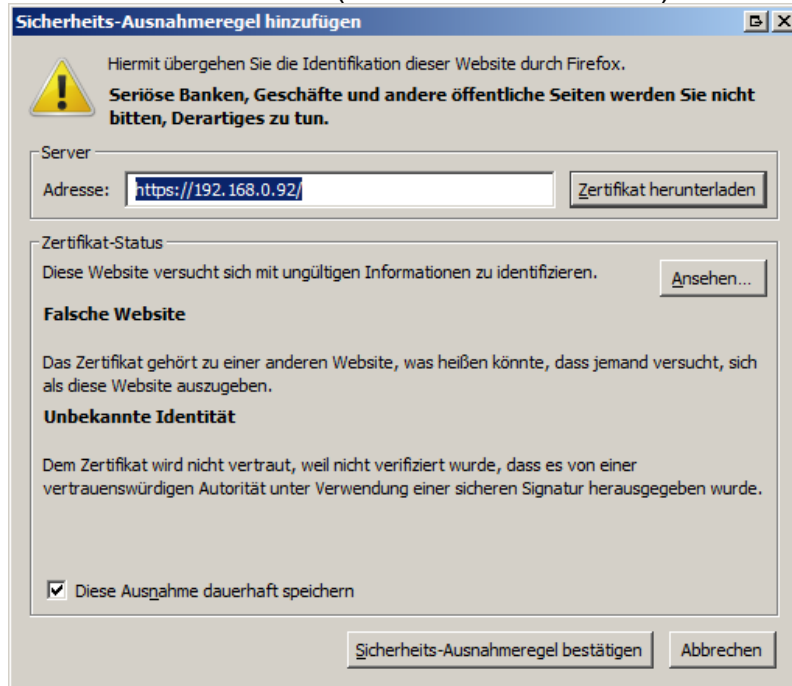 Sicherheits-Ausnahmeregel hinzufügen
Hiermit übergehen Sie die Identifikation dieser Website durch Firefox.
Seriöse Banken, Geschäfte und andere öffentliche Seiten werden Sie nicht
bitten, Derartiges zu tun.
Server
Adresse: https://192.168.0.92/ Zertifikat herunterladen
Zertifikat-Status
Diese Website versucht sich mit ungültigen Informationen zu identifizieren. Ansehen...
Falsche Website
Das Zertifikat gehört zu einer anderen Website, was heißen könnte, dass jemand versucht, sich
als diese Website auszugeben.
Unbekannte Identität
Dem Zertifikat wird nicht vertraut, weil nicht verifiziert wurde, dass es von einer
vertrauenswürdigen Autorität unter Verwendung einer sicheren Signatur herausgegeben wurde.
Diese Ausnahme dauerhaft speichern
Sicherheits-Ausnahmeregel bestätigen Abbrechen